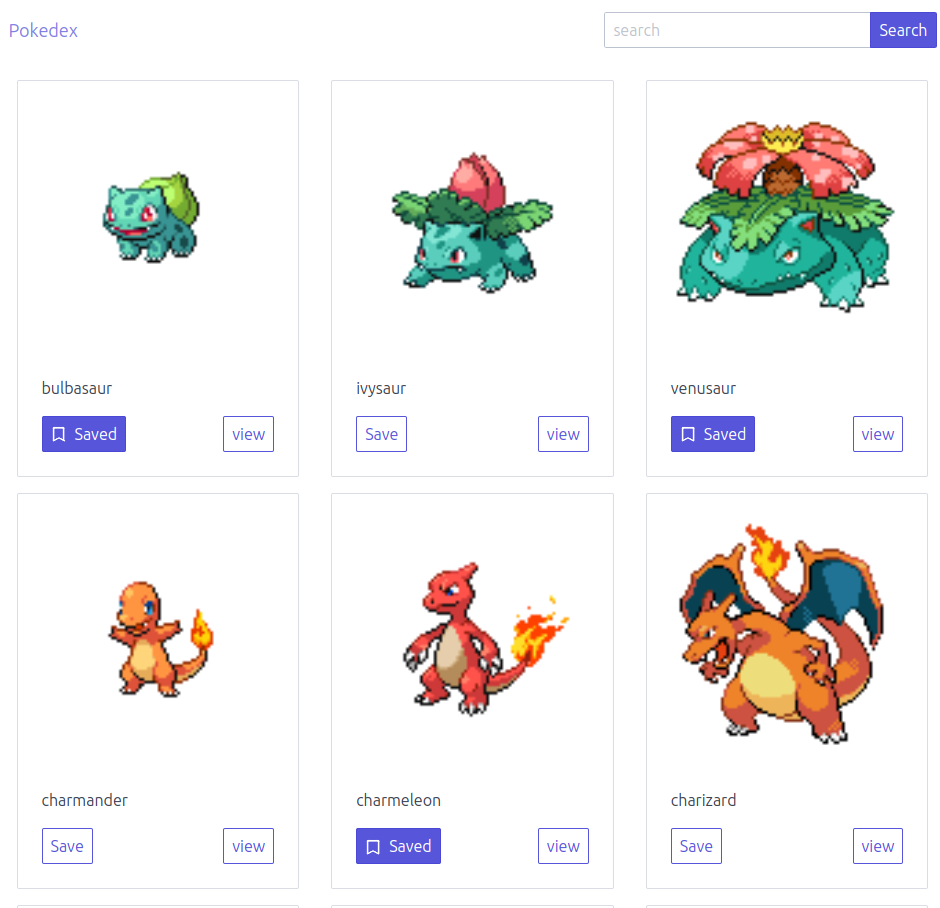 Pokedex
search
Search
bulbasaur
ivysaur
venusaur
Saved
view
Save
view
Saved
view
charmander
charmeleon
charizard
Save
view
Saved
view
Save
view